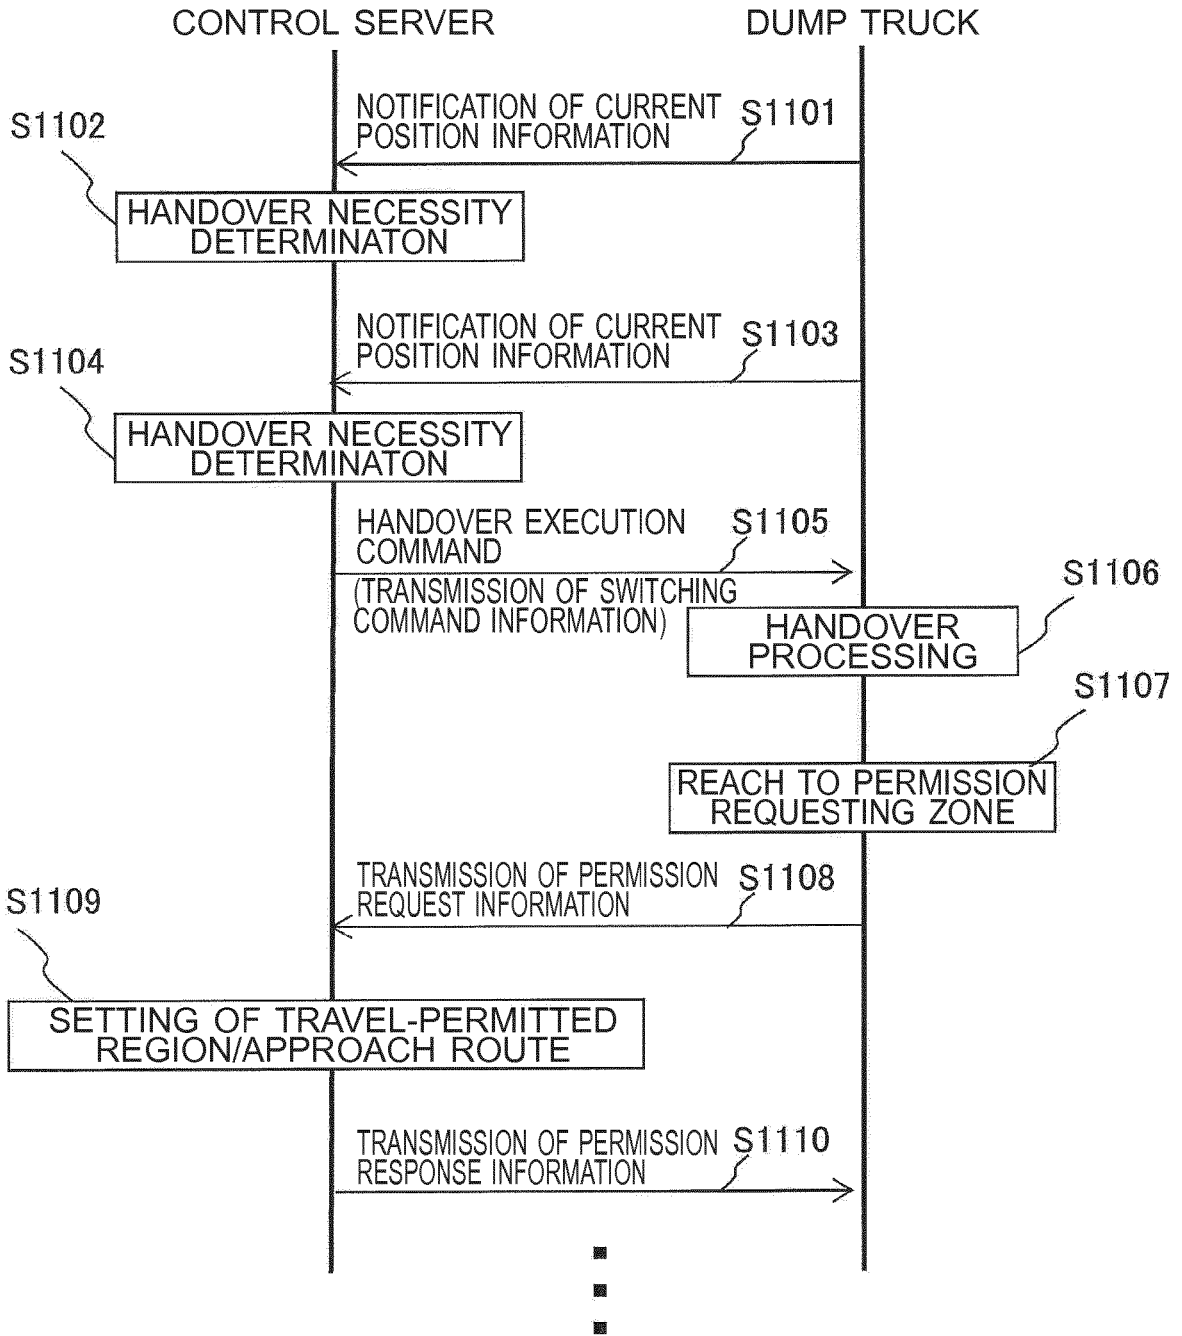 CONTROL SERVER
DUMP TRUCK
NOTIFICATION OF CURRENT
POSITION INFORMATION
S1101
S1102
HANDOVER NECESSITY
DETERMINATON
NOTIFICATION OF CURRENT
POSITION INFORMATION
S1103
S1104
HANDOVER NECESSITY
DETERMINATON
HANDOVER EXECUTION
COMMAND
S1105
(TRANSMISSION OF SWITCHING
COMMAND INFORMATION)
S1106
HANDOVER
PROCESSING
S1107
REACH TO PERMISSION
REQUESTING ZONE
TRANSMISSION OF PERMISSION
REQUEST INFORMATION
S1108
S1109
SETTING OF TRAVEL-PERMITTED
REGION/APPROACH ROUTE
TRANSMISSION OF PERMISSION
RESPONSE INFORMATION
S1110